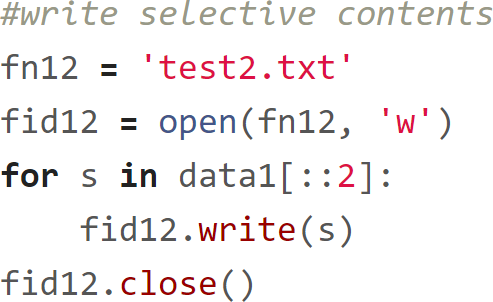 #write selective contents
fn12 = 'test2.txt'
fid12 = open(fn12, 'w')
for s in data1[::2]:
    fid12.write(s)
fid12.close()